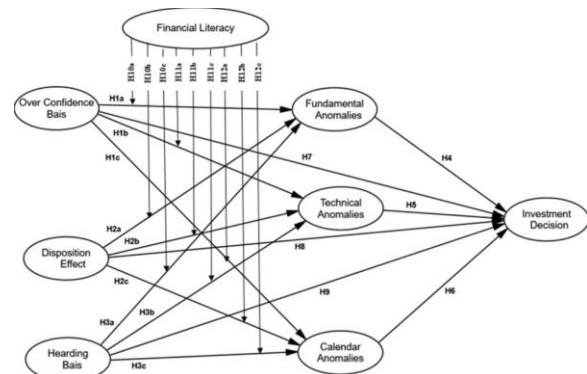 Financial Literacy
H10a
H10b
H10c
H11a
H11b
H11c
H12a
H12b
H12c
Over Confidence
Bais
H1a
H1b
H1c
Fundamental
Anomalies
H7
H4
Technical
Anomalies
H5
Investment
Decision
Disposition
Effect
H2a
H2b
H2c
H8
H9
H6
H3a
H3b
H3c
Hearding
Bais
Calendar
Anomalies